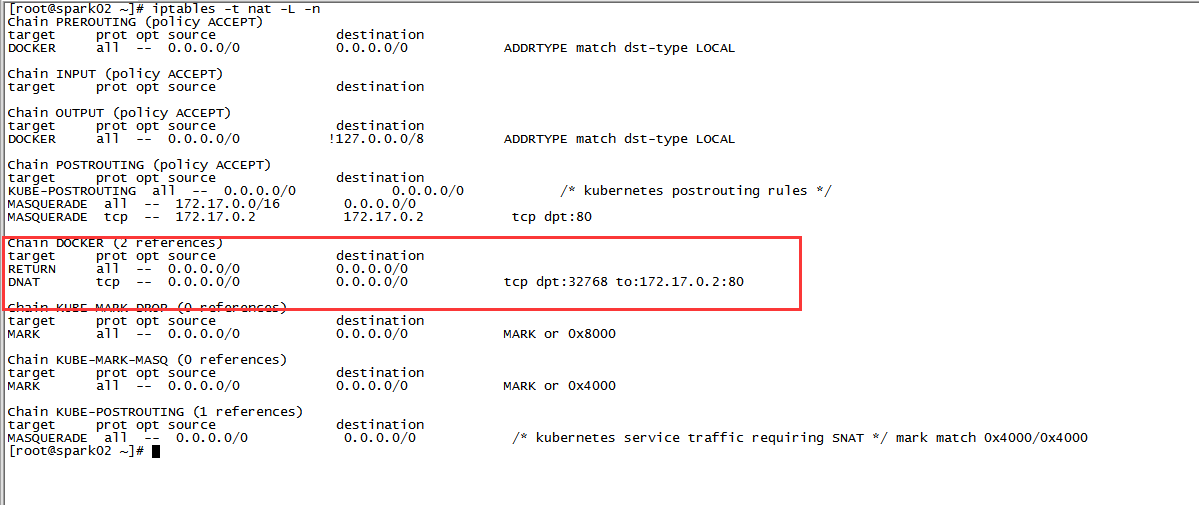 [root@spark02 ~]# iptables -t nat -L -n
Chain PREROUTING (policy ACCEPT)
target     prot opt source               destination
DOCKER     all  --  0.0.0.0/0            0.0.0.0/0            ADDRTYPE match dst-type LOCAL
Chain INPUT (policy ACCEPT)
target     prot opt source               destination
Chain OUTPUT (policy ACCEPT)
target     prot opt source               destination
DOCKER     all  --  0.0.0.0/0           !127.0.0.0/8          ADDRTYPE match dst-type LOCAL
Chain POSTROUTING (policy ACCEPT)
target     prot opt source               destination
KUBE-POSTROUTING  all  --  0.0.0.0/0            0.0.0.0/0            /* kubernetes postrouting rules */
MASQUERADE  all  --  172.17.0.0/16        0.0.0.0/0
MASQUERADE  tcp  --  172.17.0.2           172.17.0.2           tcp dpt:80
Chain DOCKER (2 references)
target     prot opt source               destination
RETURN     all  --  0.0.0.0/0            0.0.0.0/0
DNAT       tcp  --  0.0.0.0/0            0.0.0.0/0            tcp dpt:32768 to:172.17.0.2:80
Chain KUBE-MARK-DROP (0 references)
target     prot opt source               destination
MARK       all  --  0.0.0.0/0            0.0.0.0/0            MARK or 0x8000
Chain KUBE-MARK-MASQ (0 references)
target     prot opt source               destination
MARK       all  --  0.0.0.0/0            0.0.0.0/0            MARK or 0x4000
Chain KUBE-POSTROUTING (1 references)
target     prot opt source               destination
MASQUERADE  all  --  0.0.0.0/0            0.0.0.0/0            /* kubernetes service traffic requiring SNAT */ mark match 0x4000/0x4000
[root@spark02 ~]#